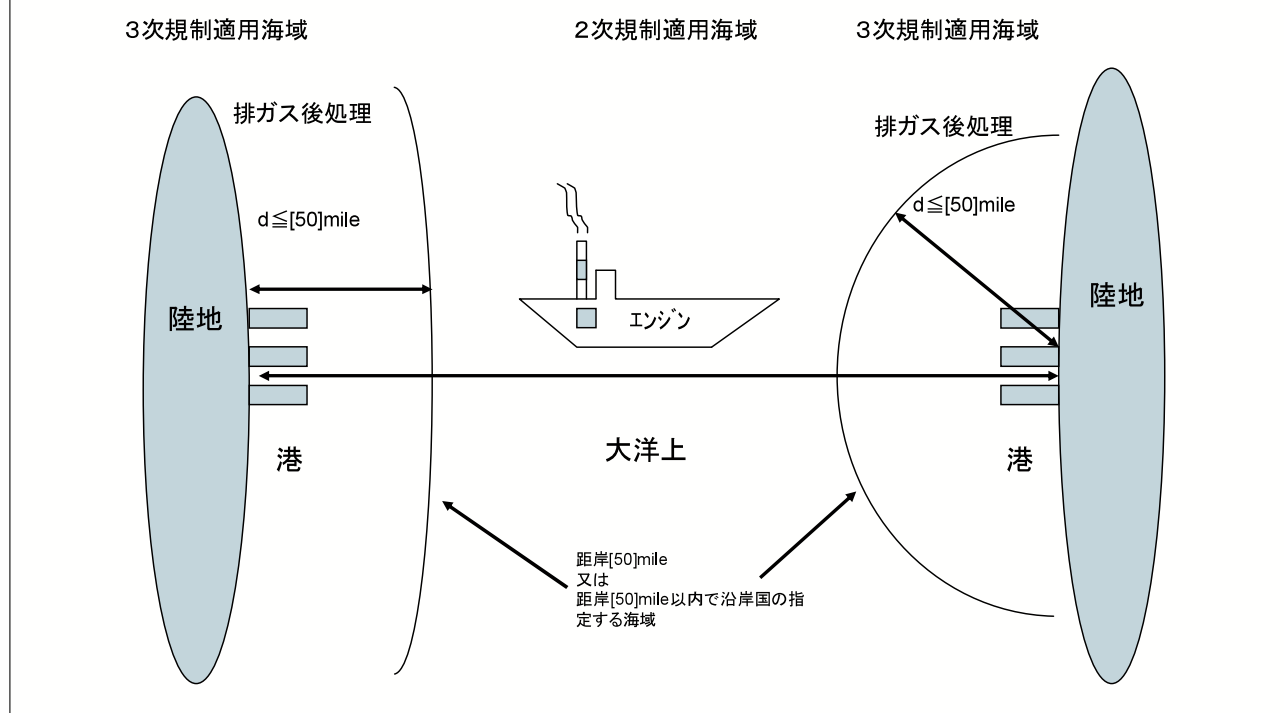 ３次規制適用海域
２次規制適用海域
３次規制適用海域
排ガス後処理
排ガス後処理
d≦[50]mile
d≦[50]mile
陸地
エンジン
陸地
港
大洋上
港
距岸[50]mile
又は
距岸[50]mile以内で沿岸国の指
定する海域